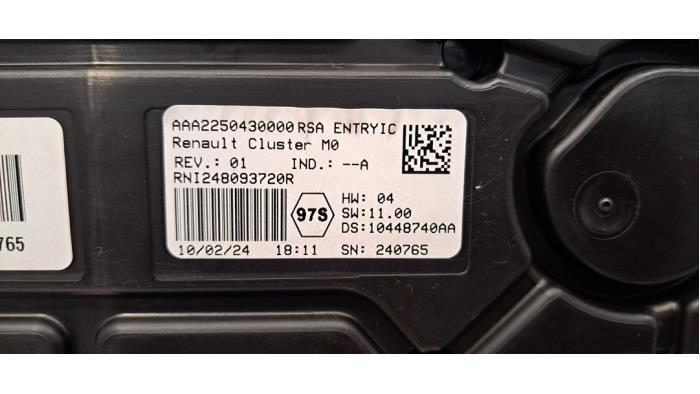 AAA2250430000 RSA ENTRYIC
Renault Cluster M0
REV.: 01 IND.: --A
RNI248093720R
97S
HW: 04
SW:11.00
DS:10448740AA
10/02/24 18:11 SN: 240765
765